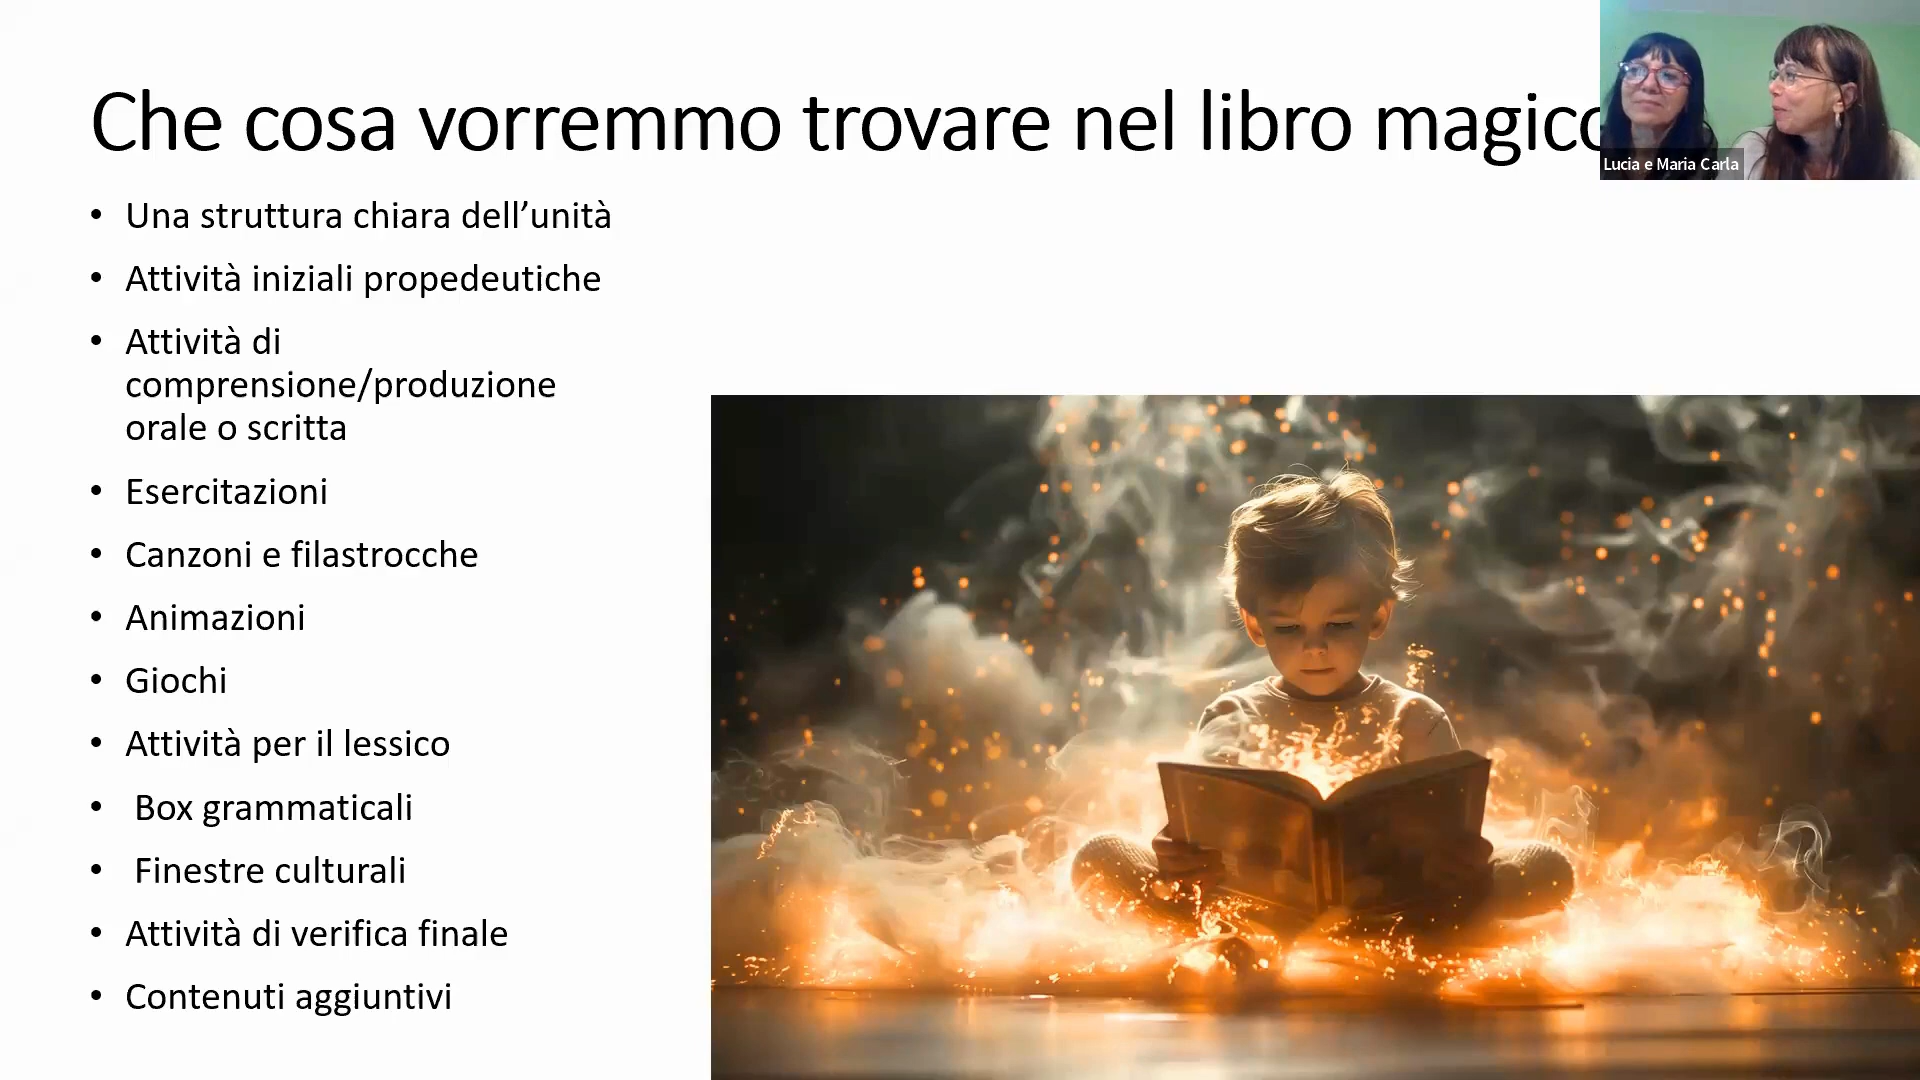 Che cosa vorremmo trovare nel libro magico
Lucia e Maria Carla
• Una struttura chiara dell’unità
• Attività iniziali propedeutiche
• Attività di
comprensione/produzione
orale o scritta
• Esercitazioni
• Canzoni e filastrocche
• Animazioni
• Giochi
• Attività per il lessico
• Box grammaticali
• Finestre culturali
• Attività di verifica finale
• Contenuti aggiuntivi